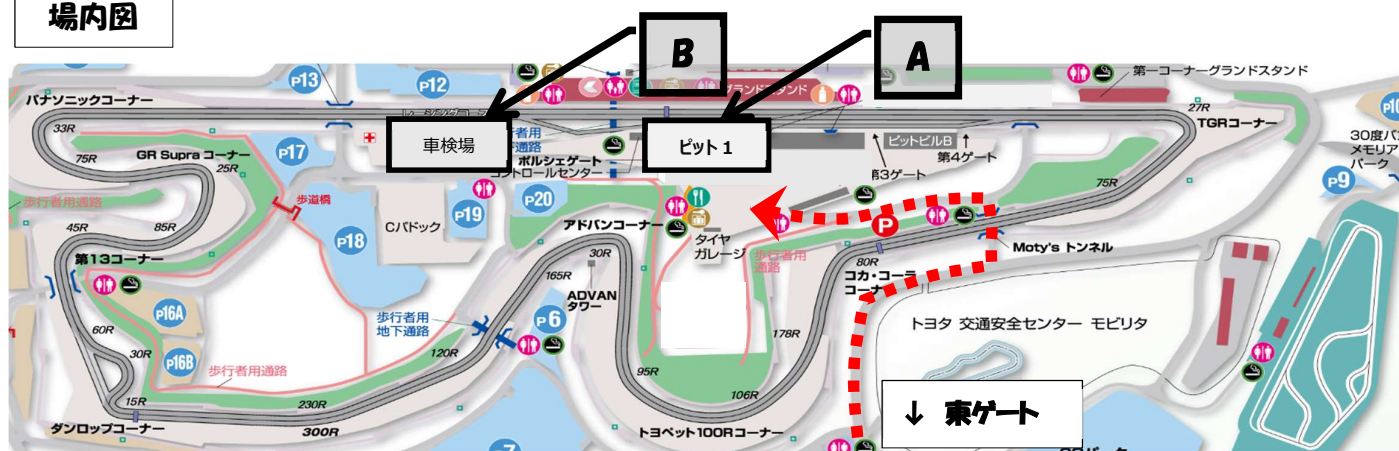 場内図
B
A
P13
P12
グランドスタンド
第一コーナーグランドスタンド
パナソニックコーナー
27R
TGRコーナー
33R
75R
GR Supra コーナー
25R
P17
車検場
ピット 1
ピットビルB
第4ゲート
第3ゲート
ポルシェゲート
コントロールセンター
75R
P9
歩行者用通路
歩道橋
P19
P20
Cパドック
P18
アドバンコーナー
タイヤ
ガレージ
P
Moty's トンネル
45R
85R
第13コーナー
30R
165R
ADVAN
タワー
歩行者用
通路
80R
コカ・コーラ
コーナー
P16A
歩行者用
地下通路
P6
トヨタ 交通安全センター モビリタ
60R
30R
P16B
120R
178R
歩行者用通路
95R
106R
15R
230R
300R
ダンロップコーナー
トヨペット100Rコーナー
↓ 東ゲート